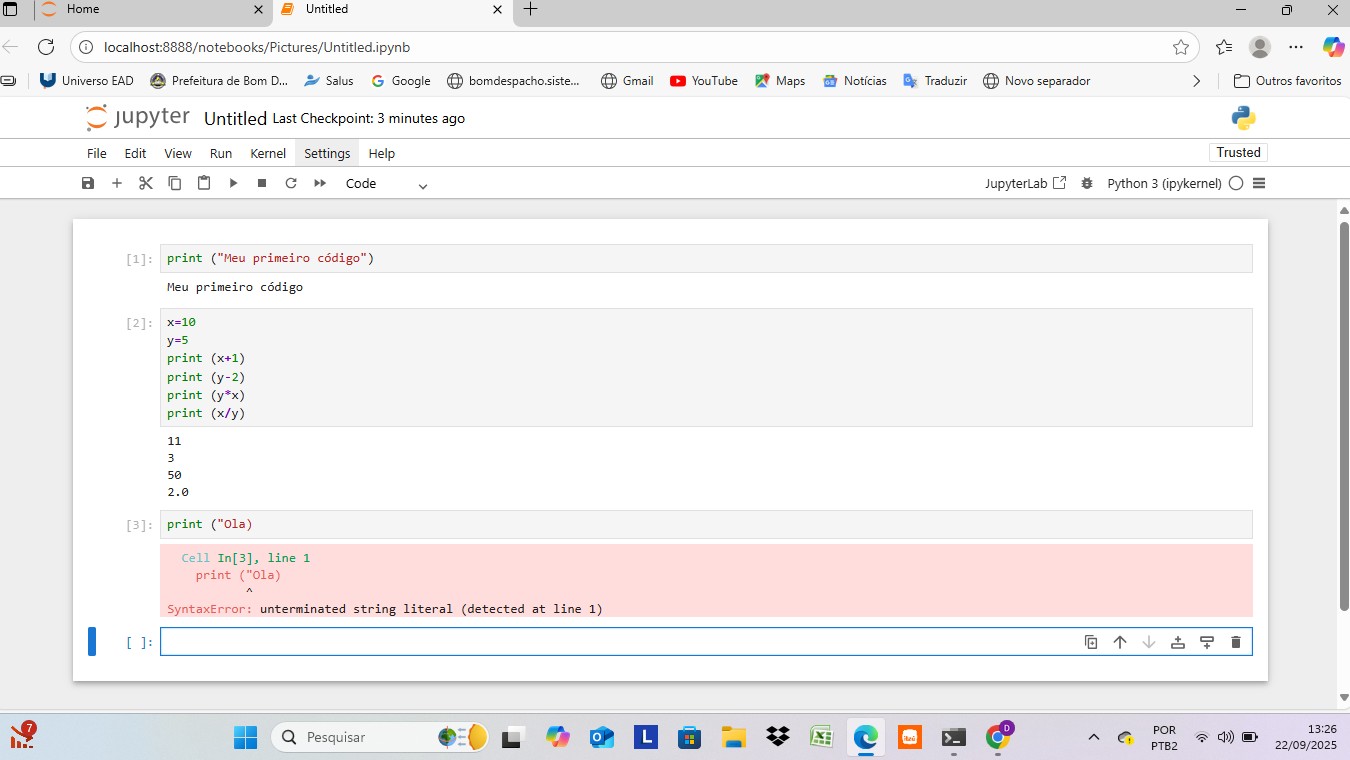 Home
Untitled
localhost:8888/notebooks/Pictures/Untitled.ipynb
Universo EAD
Prefeitura de Bom D...
Salus
Google
bomdespacho.siste...
Gmail
YouTube
Maps
Notícias
Traduzir
Novo separador
Outros favoritos
jupyter Untitled Last Checkpoint: 3 minutes ago
File Edit View Run Kernel Settings Help
Trusted
Code
JupyterLab
Python 3 (ipykernel)
[1]: print ("Meu primeiro código")
Meu primeiro código
[2]: x=10
y=5
print (x+1)
print (y-2)
print (y*x)
print (x/y)
11
3
50
2.0
[3]: print ("Ola)
Cell In[3], line 1
print ("Ola)
^
SyntaxError: unterminated string literal (detected at line 1)
[ ]:
7
Pesquisar
L
D
POR
PTB2
13:26
22/09/2025